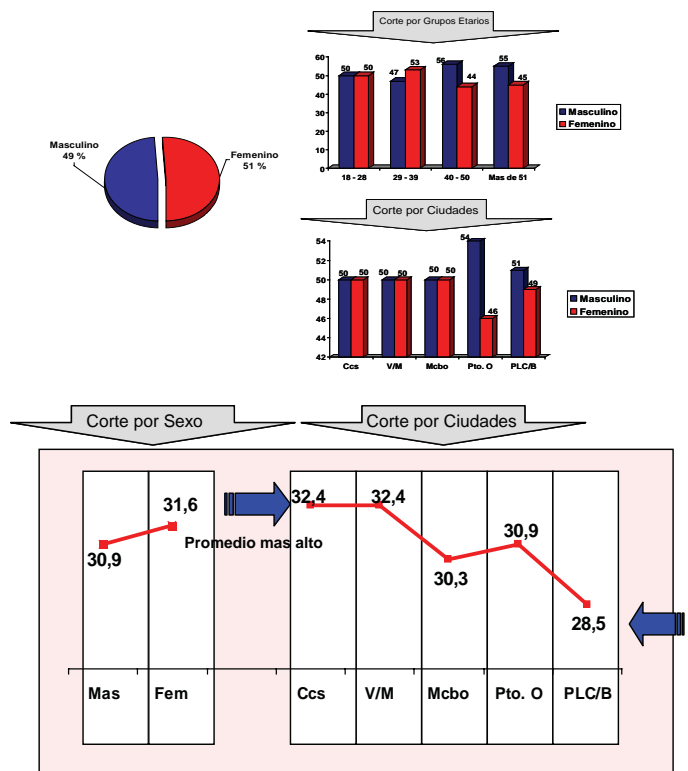 Corte por Grupos Etarios
60
50
40
30
20
10
0
50 50 47 53 56 44 55 45
18 - 28 29 - 39 40 - 50 Mas de 51
Masculino
Femenino
Masculino
49 %
Femenino
51 %
Corte por Ciudades
54
52
50
48
46
44
42
50 50 50 50 50 50 54 46 51 49
Ccs V/M Mcbo Pto. O PLC/B
Masculino
Femenino
Corte por Sexo
Corte por Ciudades
30,9
31,6
Promedio mas alto
32,4
32,4
30,3
30,9
28,5
Mas Fem Ccs V/M Mcbo Pto. O PLC/B